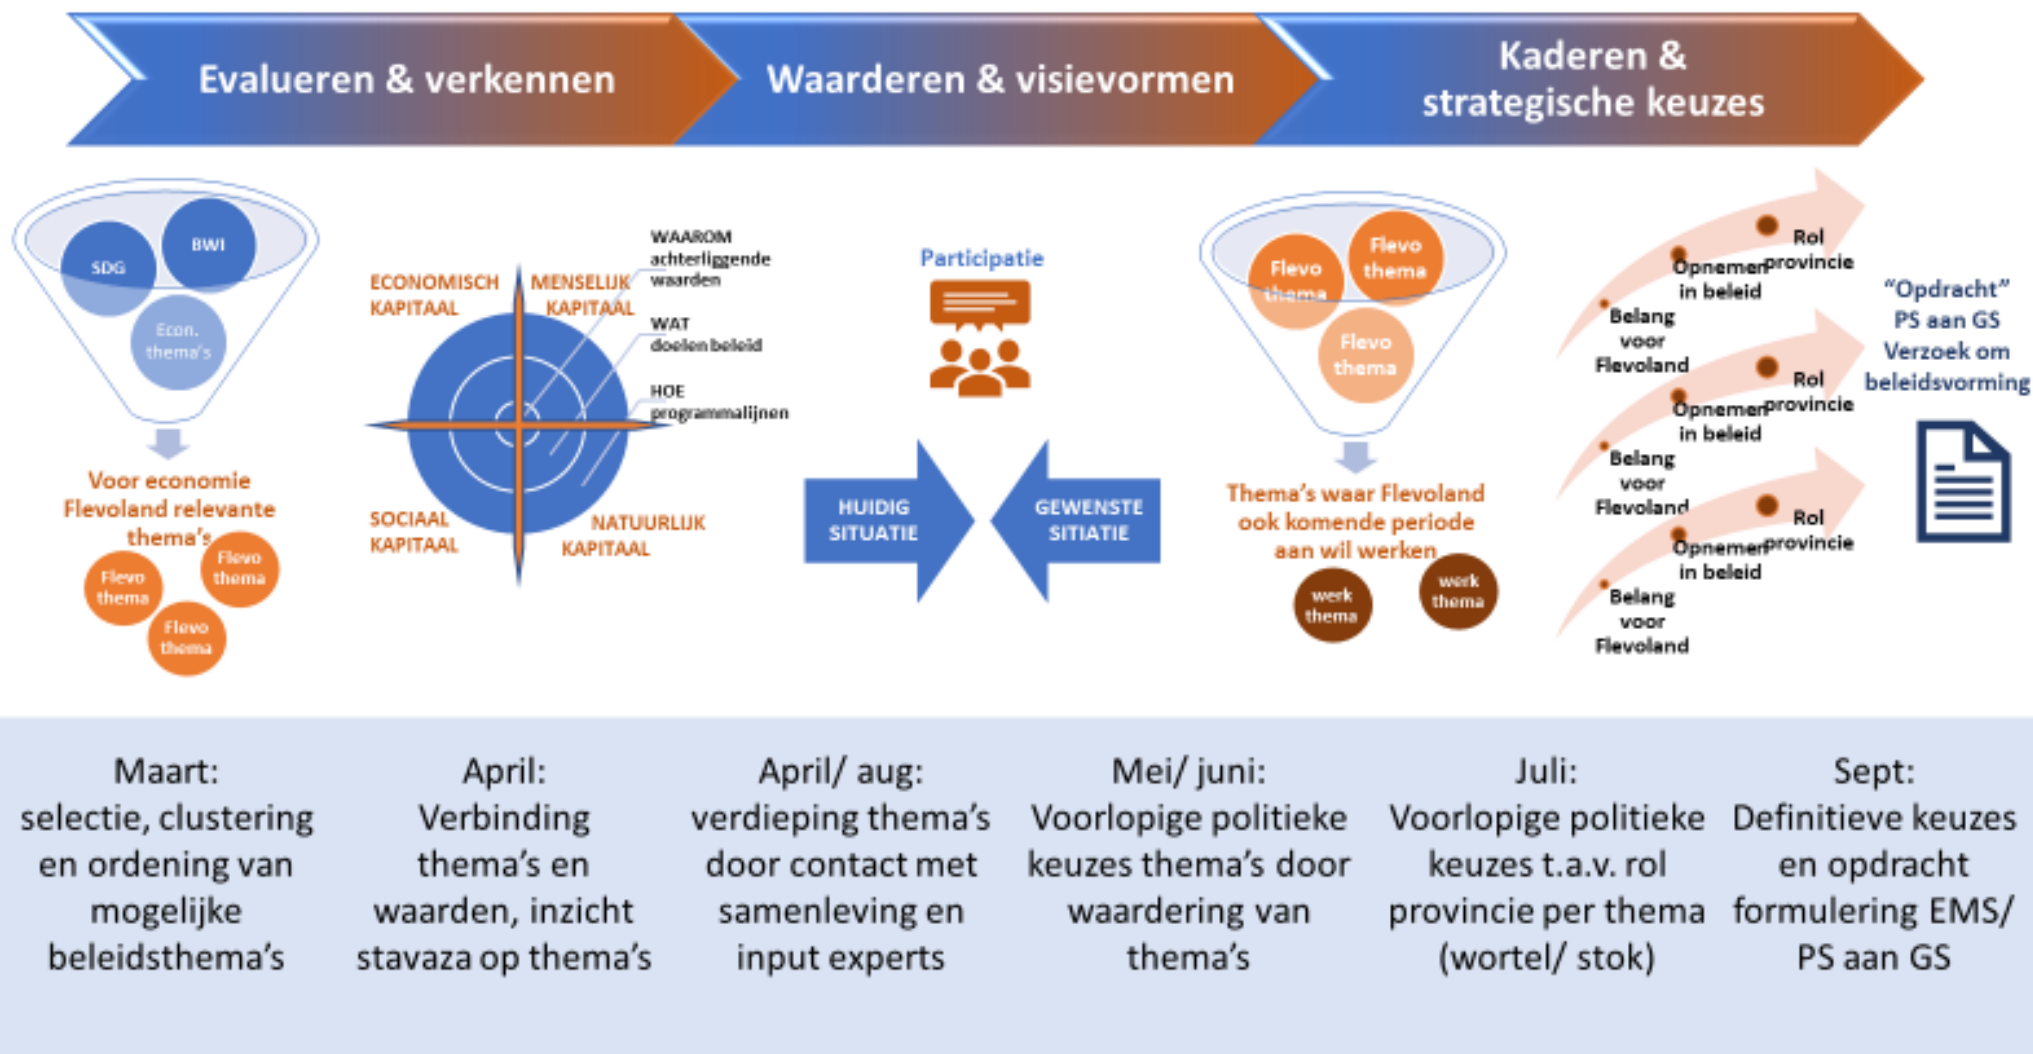 Evalueren & verkennen
Waarderen & visievormen
Kaderen &
strategische keuzes
SDG
BWI
Econ.
thema's
Voor economie
Flevoland relevante
thema's
Flevo
thema
Flevo
thema
Flevo
thema
ECONOMISCH
KAPITAAL
MENSELIJK
KAPITAAL
SOCIAAL
KAPITAAL
NATUURLIJK
KAPITAAL
WAAROM
achterliggende
waarden
WAT
doelen beleid
HOE
programmalijnen
Participatie
HUIDIG
SITUATIE
GEWENSTE
SITIATIE
Flevo
thema
Flevo
thema
Flevo
thema
Thema's waar Flevoland
ook komende periode
aan wil werken
werk
thema
werk
thema
Belang
voor
Flevoland
Opnemen
in beleid
Rol
provincie
Belang
voor
Flevoland
Opnemen
in beleid
Rol
provincie
Belang
voor
Flevoland
Opnemen
in beleid
Rol
provincie
“Opdracht”
PS aan GS
Verzoek om
beleidsvorming
Maart:
selectie, clustering
en ordening van
mogelijke
beleidsthema's
April:
Verbinding
thema's en
waarden, inzicht
stavaza op thema's
April/ aug:
verdieping thema's
door contact met
samenleving en
input experts
Mei/ juni:
Voorlopige politieke
keuzes thema's door
waardering van
thema's
Juli:
Voorlopige politieke
keuzes t.a.v. rol
provincie per thema
(wortel/ stok)
Sept:
Definitieve keuzes
en opdracht
formulering EMS/
PS aan GS